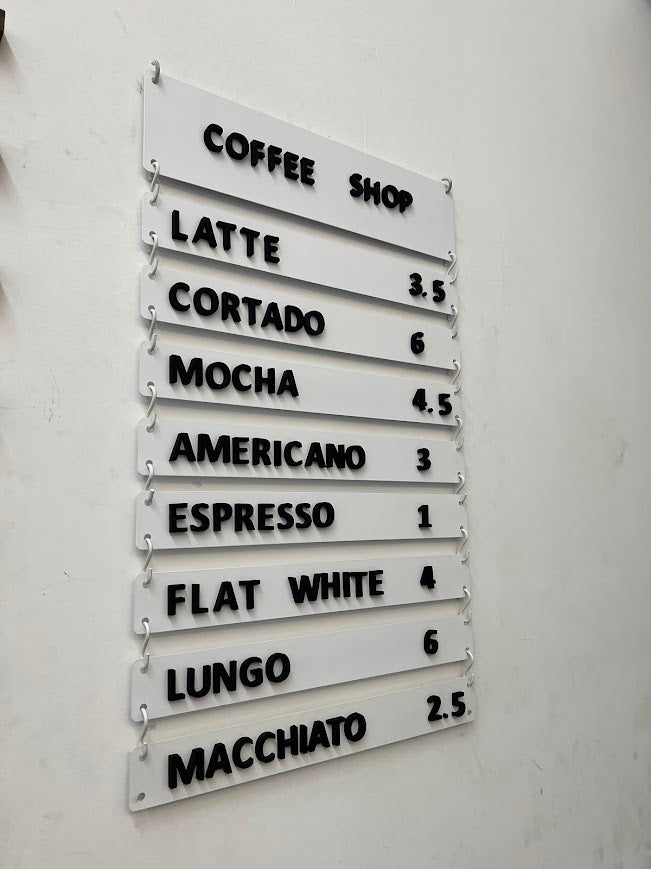 COFFEE SHOP
LATTE 3.5
CORTADO 6
MOCHA 4.5
AMERICANO 3
ESPRESSO 1
FLAT WHITE 4
LUNGO 6
MACCHIATO 2.5